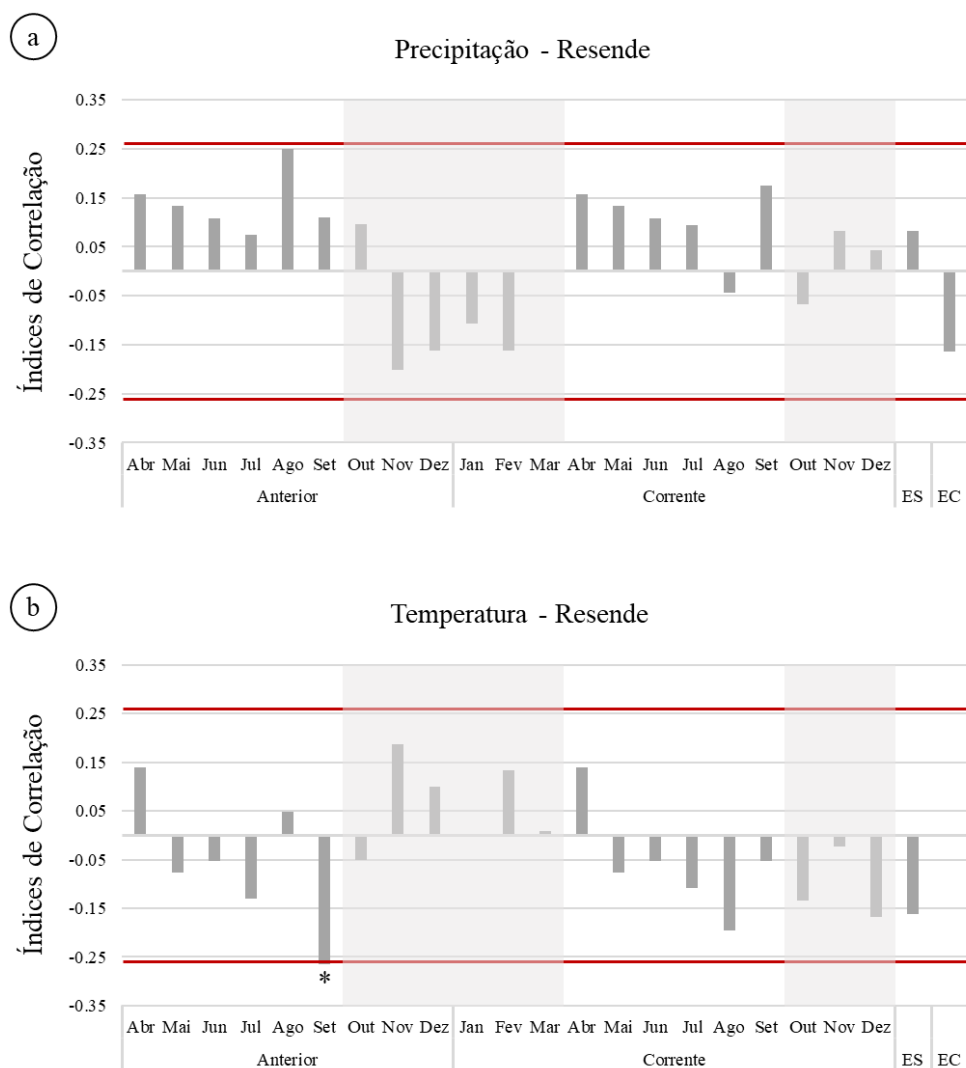 a
Precipitação - Resende
Índices de Correlação
0.35
0.25
0.15
0.05
-0.05
-0.15
-0.25
-0.35
Abr Mai Jun Jul Ago Set Out Nov Dez Jan Fev Mar Abr Mai Jun Jul Ago Set Out Nov Dez
Anterior Corrente ES EC
b
Temperatura - Resende
Índices de Correlação
0.35
0.25
0.15
0.05
-0.05
-0.15
-0.25
-0.35
*
Abr Mai Jun Jul Ago Set Out Nov Dez Jan Fev Mar Abr Mai Jun Jul Ago Set Out Nov Dez
Anterior Corrente ES EC